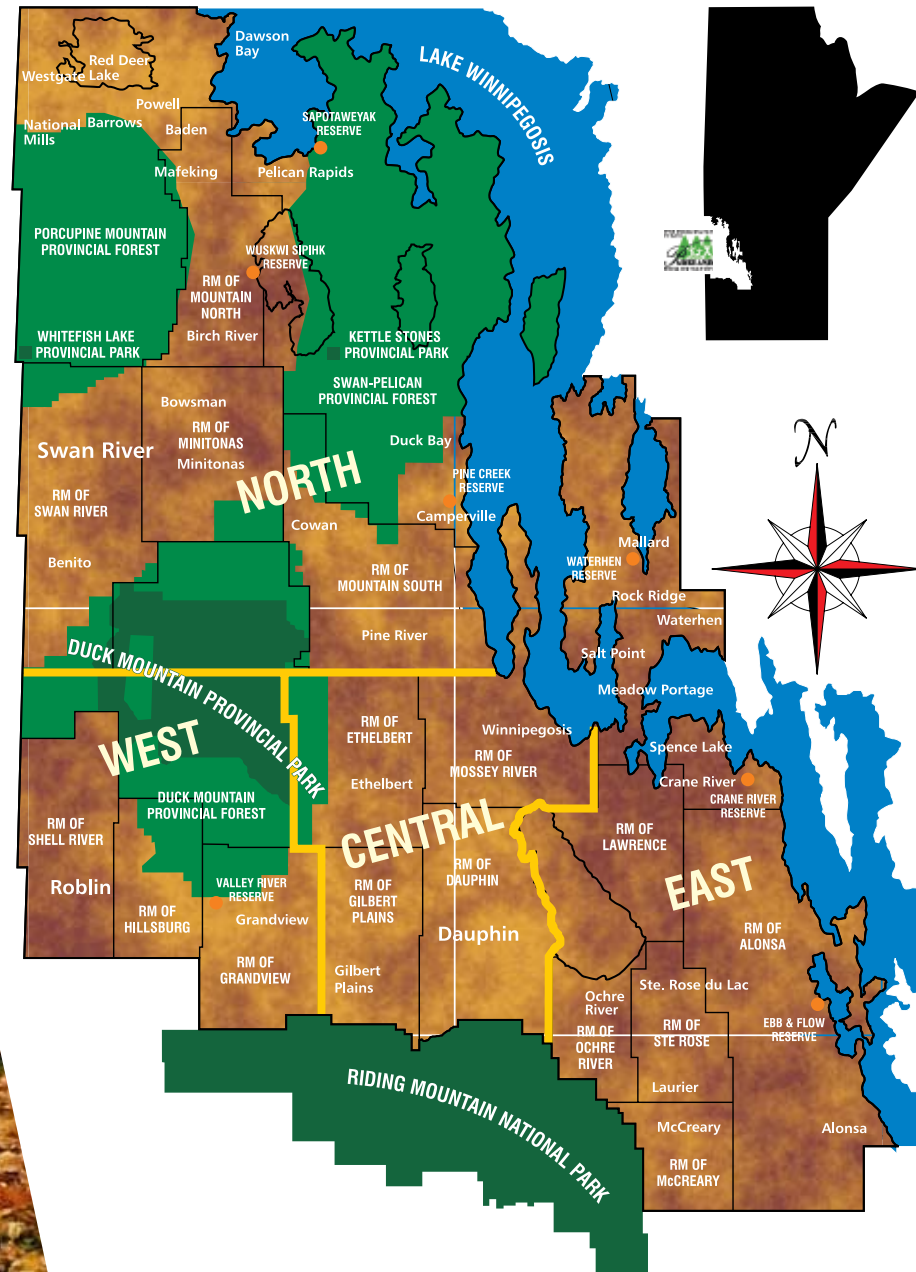 Dawson
Bay
LAKE WINNIPEGOSIS
Red Deer
Lake
Westgate
Powell
National
Mills
Barrows
Baden
SAPOTAWEYAK
RESERVE
Mafeking
Pelican Rapids
PORCUPINE MOUNTAIN
PROVINCIAL FOREST
WUSKWI SIPIHK
RESERVE
RM OF
MOUNTAIN
NORTH
Birch River
WHITEFISH LAKE
PROVINCIAL PARK
KETTLE STONES
PROVINCIAL PARK
SWAN-PELICAN
PROVINCIAL FOREST
Bowsman
RM OF
MINITONAS
Minitonas
Swan River
Duck Bay
NORTH
RM OF
SWAN RIVER
PINE CREEK
RESERVE
Camperville
Cowan
Benito
RM OF
MOUNTAIN SOUTH
Mallard
WATERHEN
RESERVE
Rock Ridge
Waterhen
Pine River
Salt Point
Meadow Portage
DUCK MOUNTAIN PROVINCIAL PARK
WEST
RM OF
ETHELBERT
Winnipegosis
RM OF
MOSSEY RIVER
Spence Lake
Ethelbert
Crane River
CRANE RIVER
RESERVE
DUCK MOUNTAIN
PROVINCIAL FOREST
RM OF
SHELL RIVER
CENTRAL
RM OF
LAWRENCE
EAST
Roblin
VALLEY RIVER
RESERVE
RM OF
GILBERT
PLAINS
RM OF
DAUPHIN
RM OF
HILLSBURG
Grandview
RM OF
GRANDVIEW
Dauphin
RM OF
ALONSA
Gilbert
Plains
Ste. Rose du Lac
Ochre
River
RM OF
OCHRE
RIVER
RM OF
STE ROSE
EBB & FLOW
RESERVE
Laurier
RIDING MOUNTAIN NATIONAL PARK
McCreary
Alonsa
RM OF
McCREARY
N